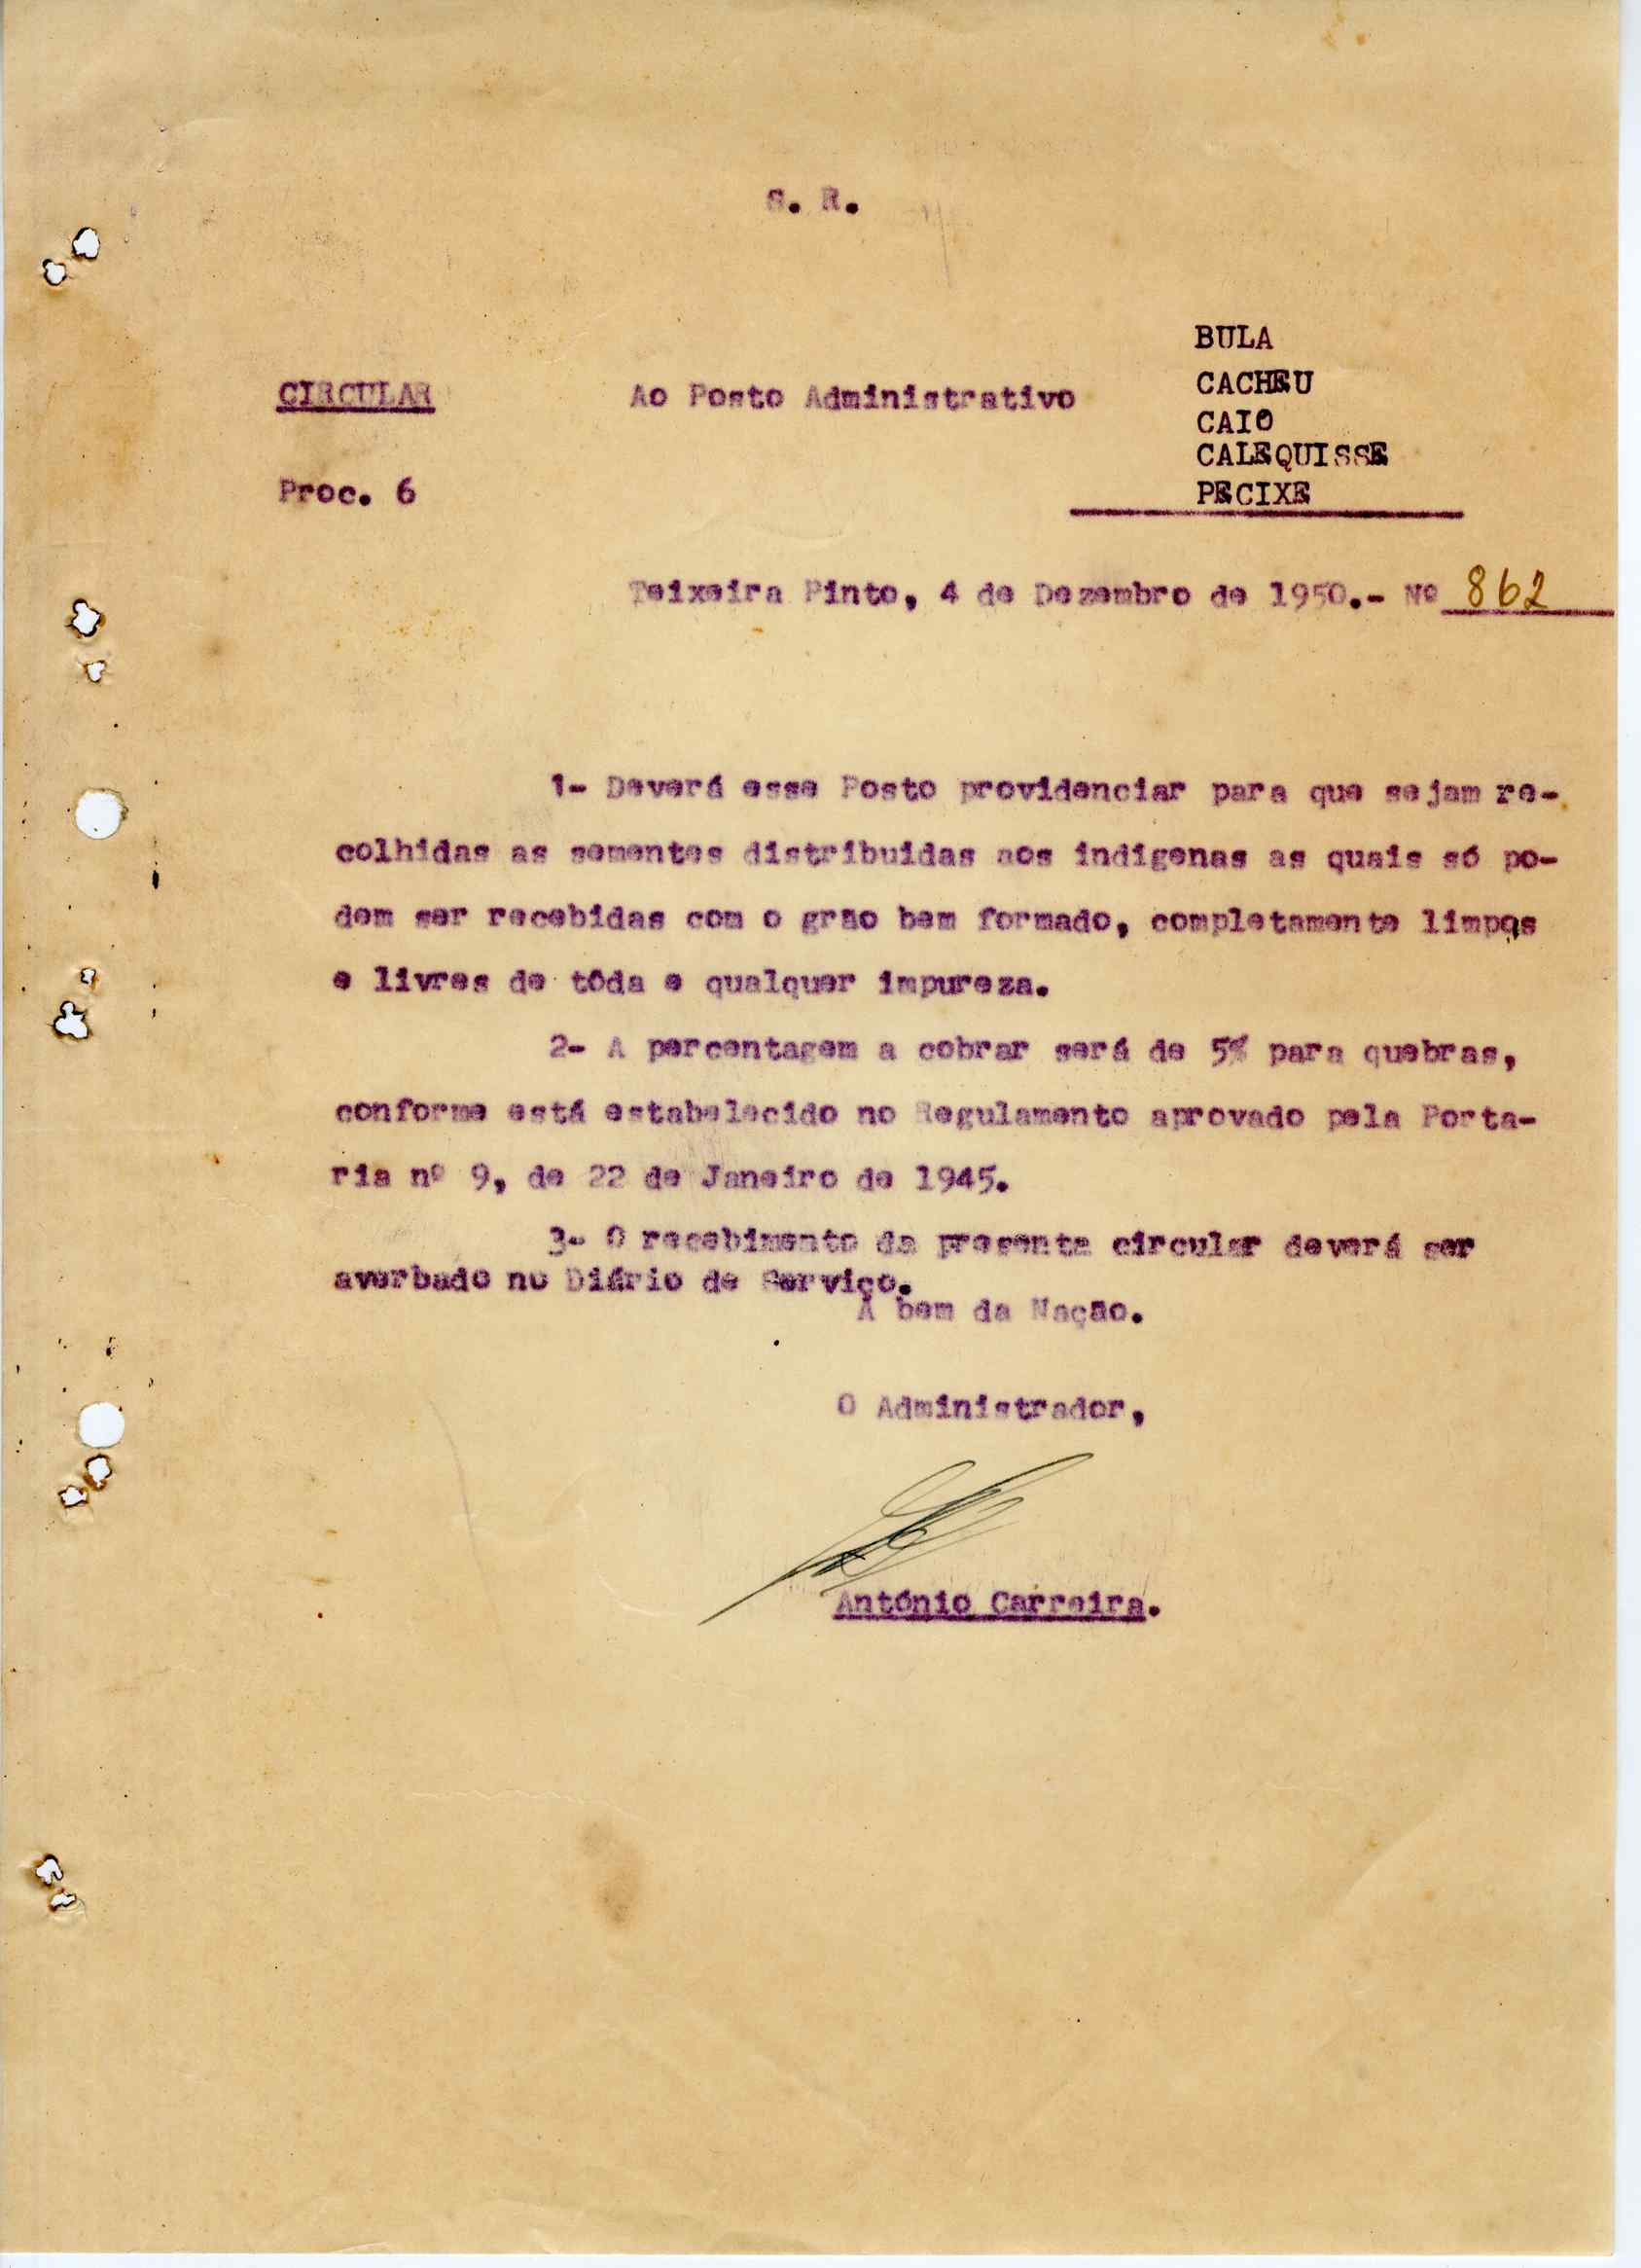 S. R.
BULA
CACHEU
CIRCULAR Ao Posto Administrativo
CAIO
CALEQUISSE
Proc. 6 PECIXE
Teixeira Pinto, 4 de Dezembro de 1950.- Nº 862
1- Deverá esse Posto providenciar para que sejam re-
colhidas as sementes distribuidas aos indigenas as quais só po-
dem ser recebidas com o grao bem formado, completamente limpas
e livres de tôda e qualquer impureza.
2- A percentagem a cobrar será de 5% para quebras,
conforme está estabelecido no Regulamento aprovado pela Porta-
ria nº 9, de 22 de Janeiro de 1945.
3- O recebimento da presente circular deverá ser
averbado no Diário de Serviço.
A bem da Naçao.
O Administrador,
António Carreira.